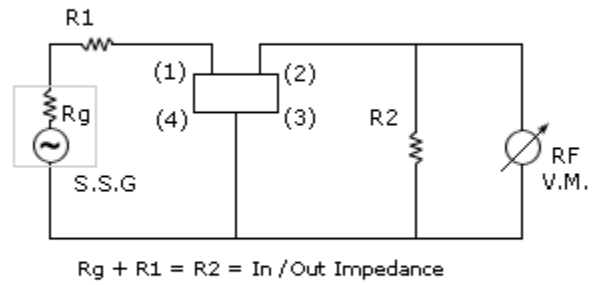 R1
(1) (2)
Rg
(4) (3)
R2
~
RF
V.M.
S.S.G
Rg + R1 = R2 = In /Out Impedance